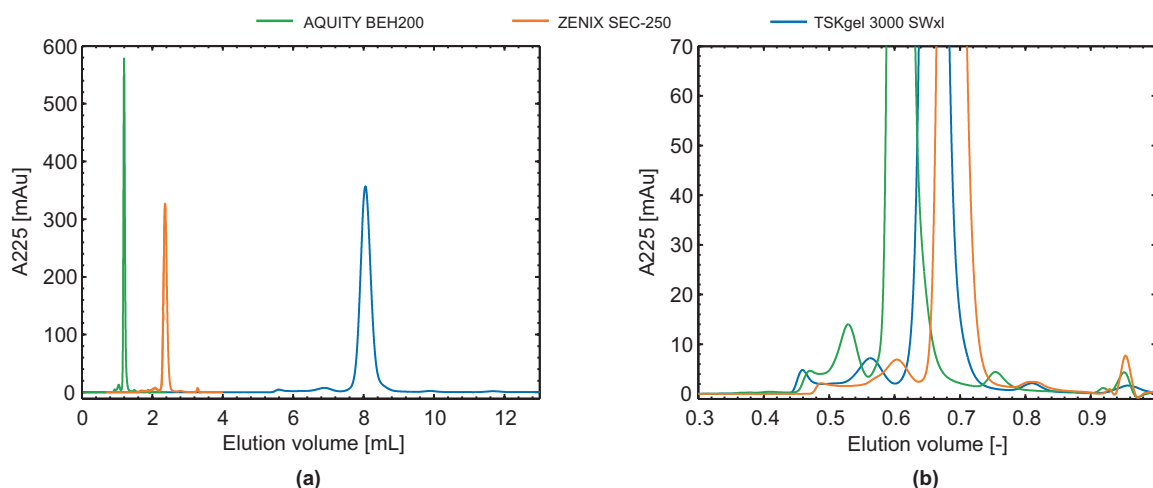 AQUITY BEH200 ZENIX SEC-250 TSKgel 3000 SWxl
600
500
400
300
200
100
0
A225 [mAu]
0 2 4 6 8 10 12
Elution volume [mL]
(a)
70
60
50
40
30
20
10
0
A225 [mAu]
0.3 0.4 0.5 0.6 0.7 0.8 0.9 1
Elution volume [-]
(b)